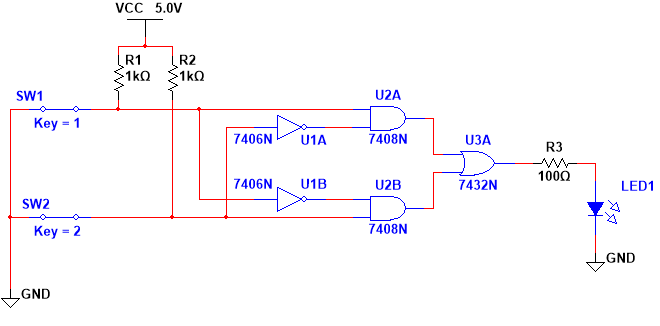 VCC 5.0V
R1
1kΩ
R2
1kΩ
SW1
Key = 1
U2A
7408N
7406N
U1A
U3A
7432N
R3
100Ω
LED1
7406N
U1B
U2B
7408N
SW2
Key = 2
GND
GND